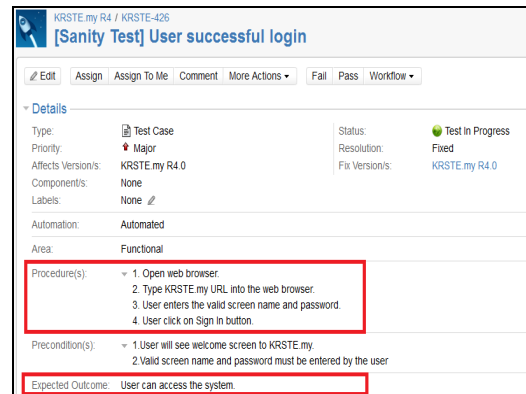 KRSTE.my R4 / KRSTE-426
[Sanity Test] User successful login
Edit Assign Assign To Me Comment More Actions Fail Pass Workflow
Details
Type: Test Case Status: Test In Progress
Priority: Major Resolution: Fixed
Affects Version/s: KRSTE.my R4.0 Fix Version/s: KRSTE.my R4.0
Component/s: None
Labels: None
Automation: Automated
Area: Functional
Procedure(s): 1. Open web browser.
2. Type KRSTE.my URL into the web browser.
3. User enters the valid screen name and password.
4. User click on Sign In button.
Precondition(s): 1.User will see welcome screen to KRSTE.my.
2.Valid screen name and password must be entered by the user
Expected Outcome: User can access the system.